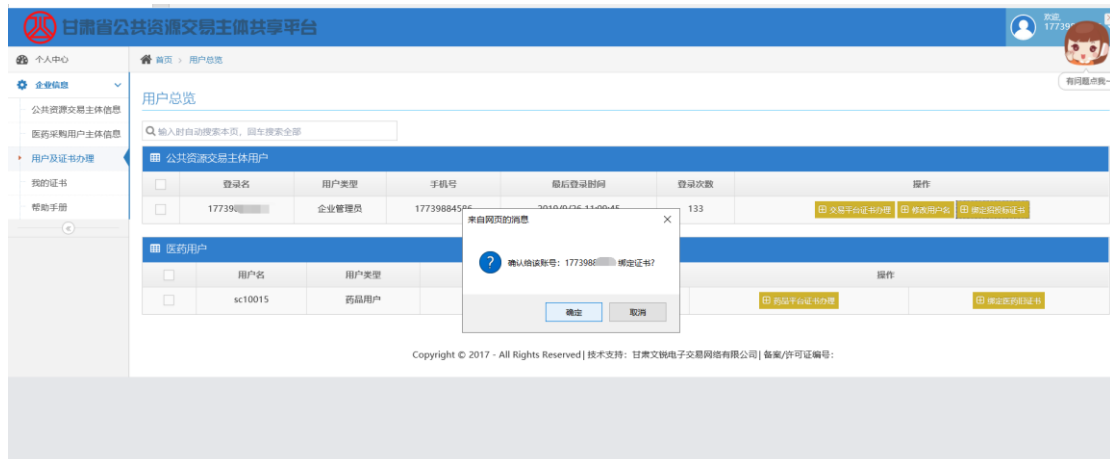 甘肃省公共资源交易主体共享平台
欢迎,
17739
个人中心
首页 > 用户总览
有问题点我
企业信息
公共资源交易主体信息
医药采购用户主体信息
用户及证书办理
我的证书
帮助手册
用户总览
输入时自动搜索本页，回车搜索全部
公共资源交易主体用户
登录名 用户类型 手机号 最后登录时间 登录次数 操作
17739 企业管理员 17739884586 2019/9/26 11:09:45 133 交易平台证书办理 修改用户名 绑定招投标证书
来自网页的消息
确认给该账号：177398 绑定证书?
确定 取消
医药用户
用户名 用户类型 操作
sc10015 药品用户 药品平台证书办理 绑定医药旧证书
Copyright © 2017 - All Rights Reserved| 技术支持：甘肃文锐电子交易网络有限公司| 备案/许可证编号：